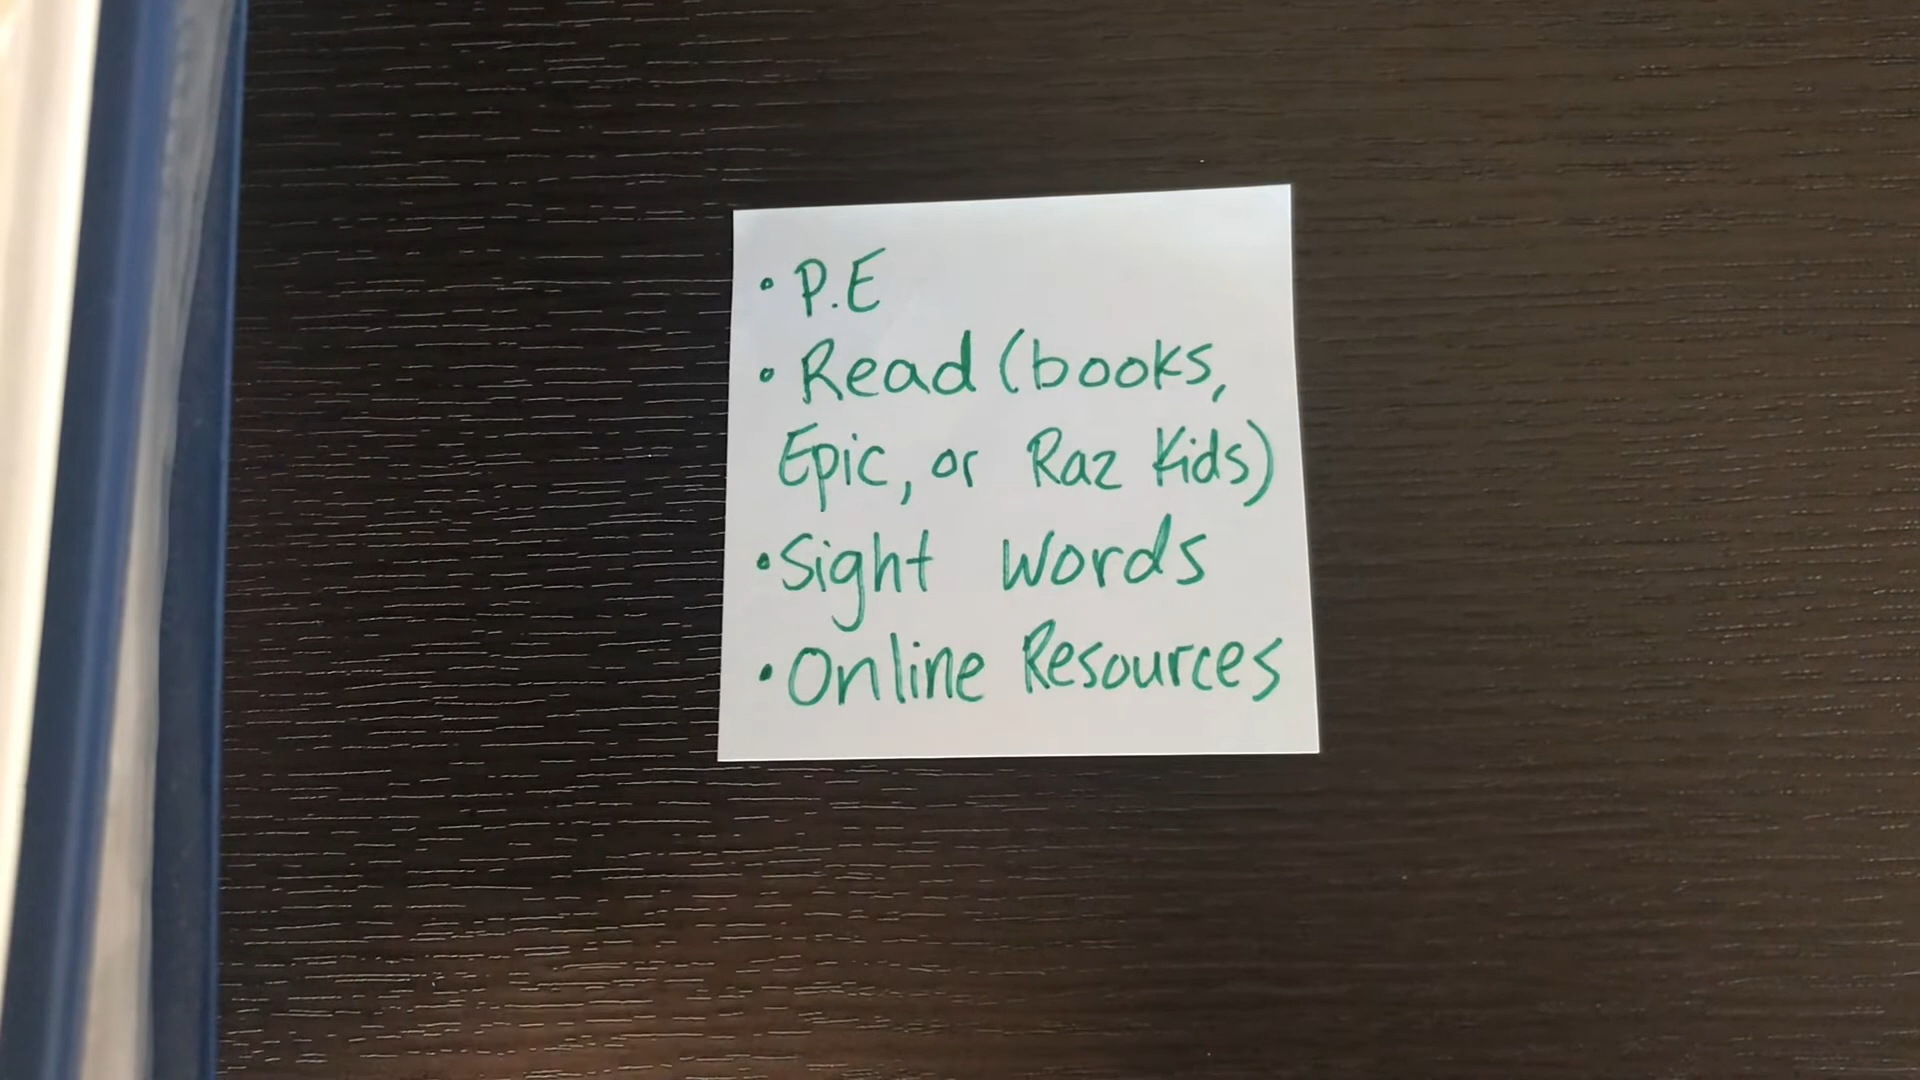 • P.E
• Read (books,
Epic, or Raz Kids)
• Sight words
• Online Resources